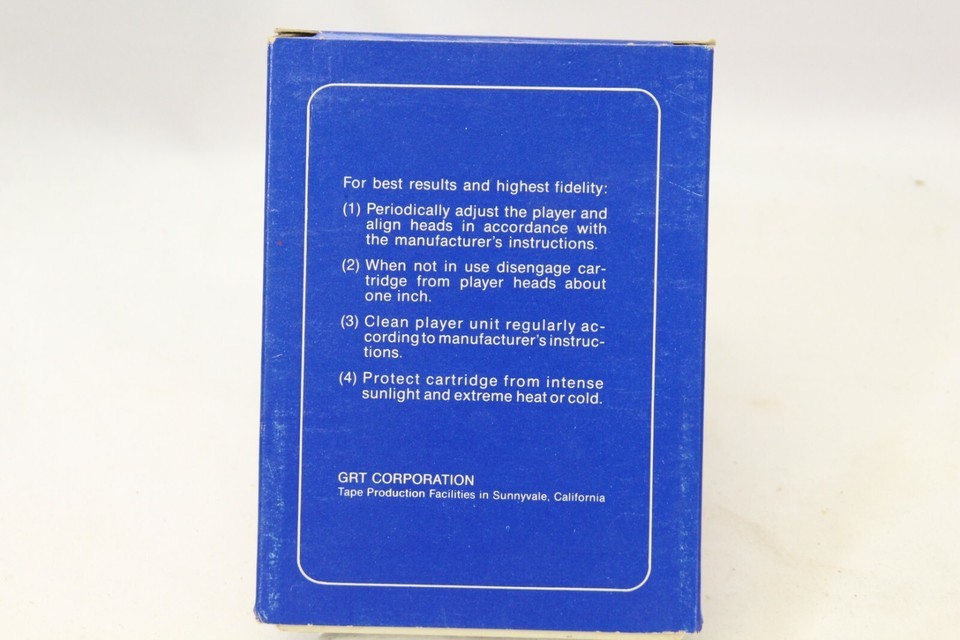 For best results and highest fidelity:
(1) Periodically adjust the player and
align heads in accordance with
the manufacturer's instructions.
(2) When not in use disengage car-
tridge from player heads about
one inch.
(3) Clean player unit regularly ac-
cording to manufacturer's instruc-
tions.
(4) Protect cartridge from intense
sunlight and extreme heat or cold.
GRT CORPORATION
Tape Production Facilities in Sunnyvale, California